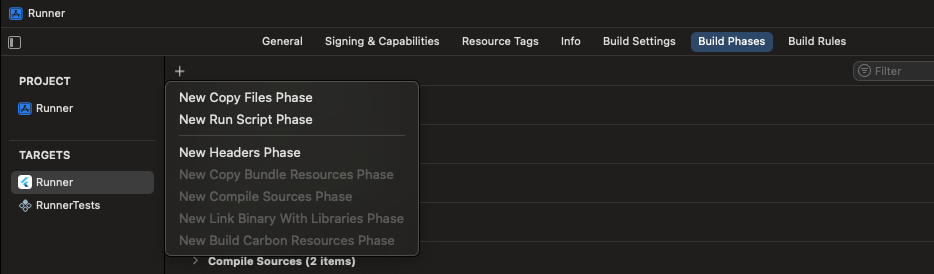 Runner
General Signing & Capabilities Resource Tags Info Build Settings Build Phases Build Rules
PROJECT
Runner
TARGETS
Runner
RunnerTests
+
Filter
New Copy Files Phase
New Run Script Phase
New Headers Phase
New Copy Bundle Resources Phase
New Compile Sources Phase
New Link Binary With Libraries Phase
New Build Carbon Resources Phase
Compile Sources (2 items)